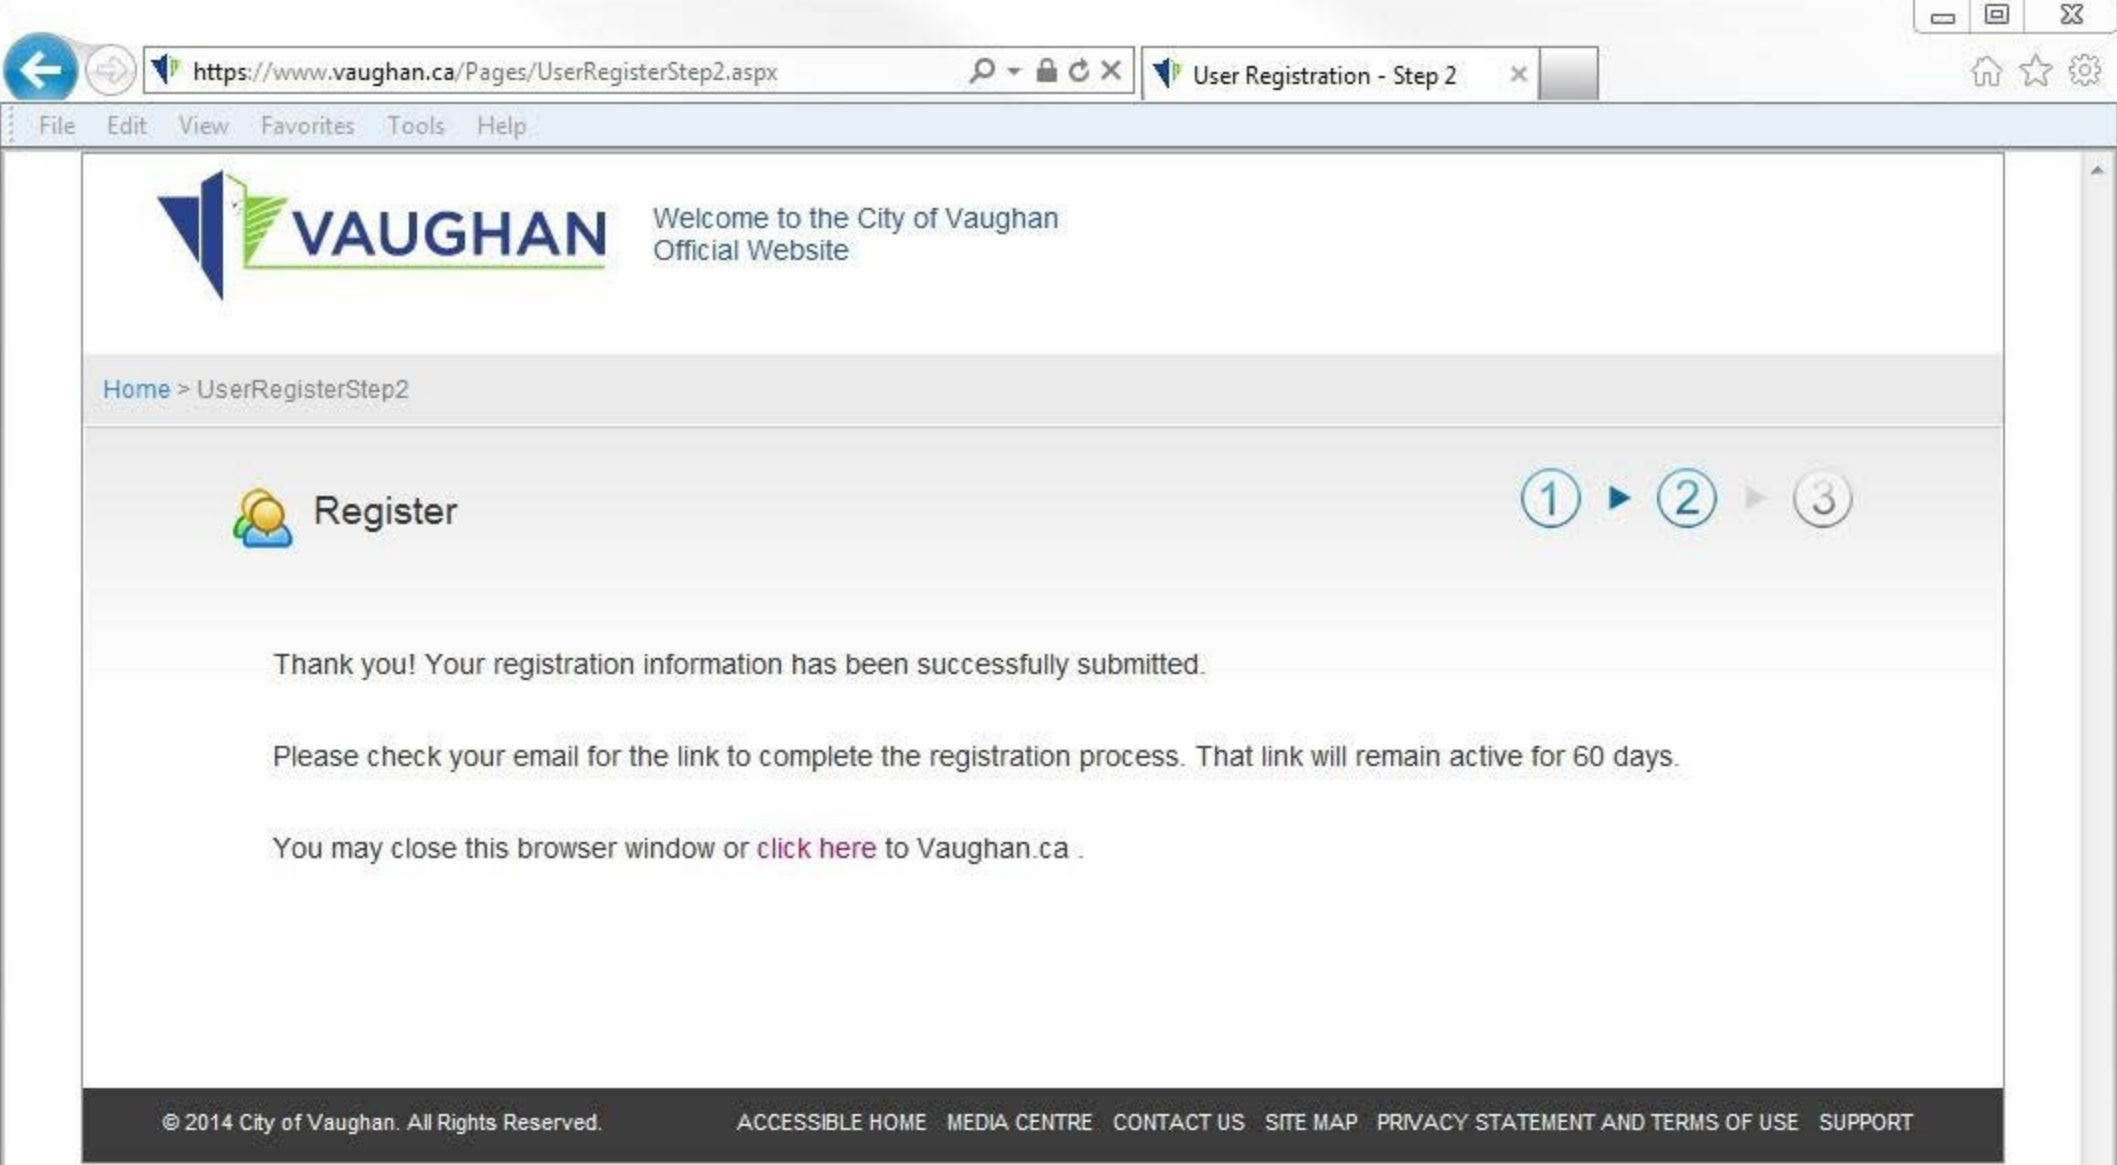 https://www.vaughan.ca/Pages/UserRegisterStep2.aspx
User Registration - Step 2
File Edit View Favorites Tools Help
VAUGHAN
Welcome to the City of Vaughan
Official Website
Home > UserRegisterStep2
Register
1 2 3
Thank you! Your registration information has been successfully submitted.
Please check your email for the link to complete the registration process. That link will remain active for 60 days.
You may close this browser window or click here to Vaughan.ca .
© 2014 City of Vaughan. All Rights Reserved. ACCESSIBLE HOME MEDIA CENTRE CONTACT US SITE MAP PRIVACY STATEMENT AND TERMS OF USE SUPPORT